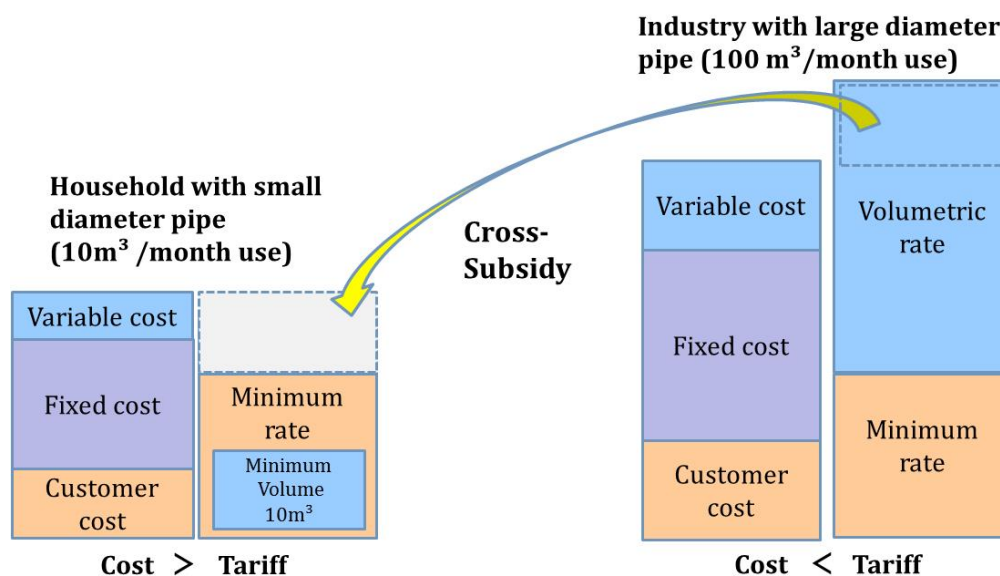 Industry with large diameter
pipe (100 m³/month use)
Household with small
diameter pipe
(10m³ /month use)
Cross-
Subsidy
Variable cost
Fixed cost
Customer
cost
Minimum
rate
Minimum
Volume
10m³
Cost > Tariff
Variable cost
Fixed cost
Customer
cost
Volumetric
rate
Minimum
rate
Cost < Tariff